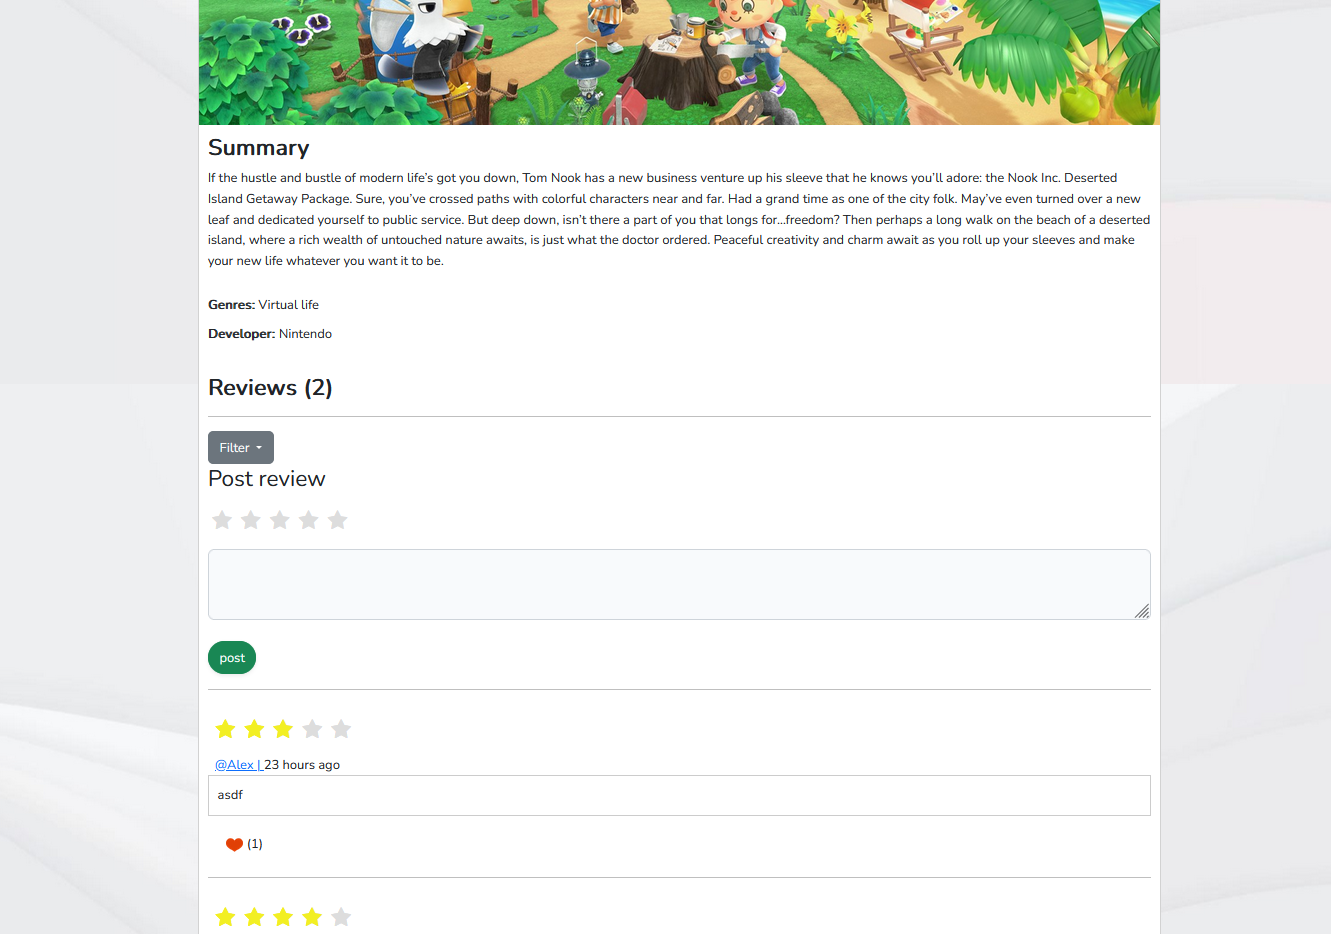 Summary
If the hustle and bustle of modern life's got you down, Tom Nook has a new business venture up his sleeve that he knows you'll adore: the Nook Inc. Deserted
Island Getaway Package. Sure, you've crossed paths with colorful characters near and far. Had a grand time as one of the city folk. May've even turned over a new
leaf and dedicated yourself to public service. But deep down, isn't there a part of you that longs for…freedom? Then perhaps a long walk on the beach of a deserted
island, where a rich wealth of untouched nature awaits, is just what the doctor ordered. Peaceful creativity and charm await as you roll up your sleeves and make
your new life whatever you want it to be.
Genres: Virtual life
Developer: Nintendo
Reviews (2)
Filter
Post review
post
@Alex | 23 hours ago
asdf
(1)